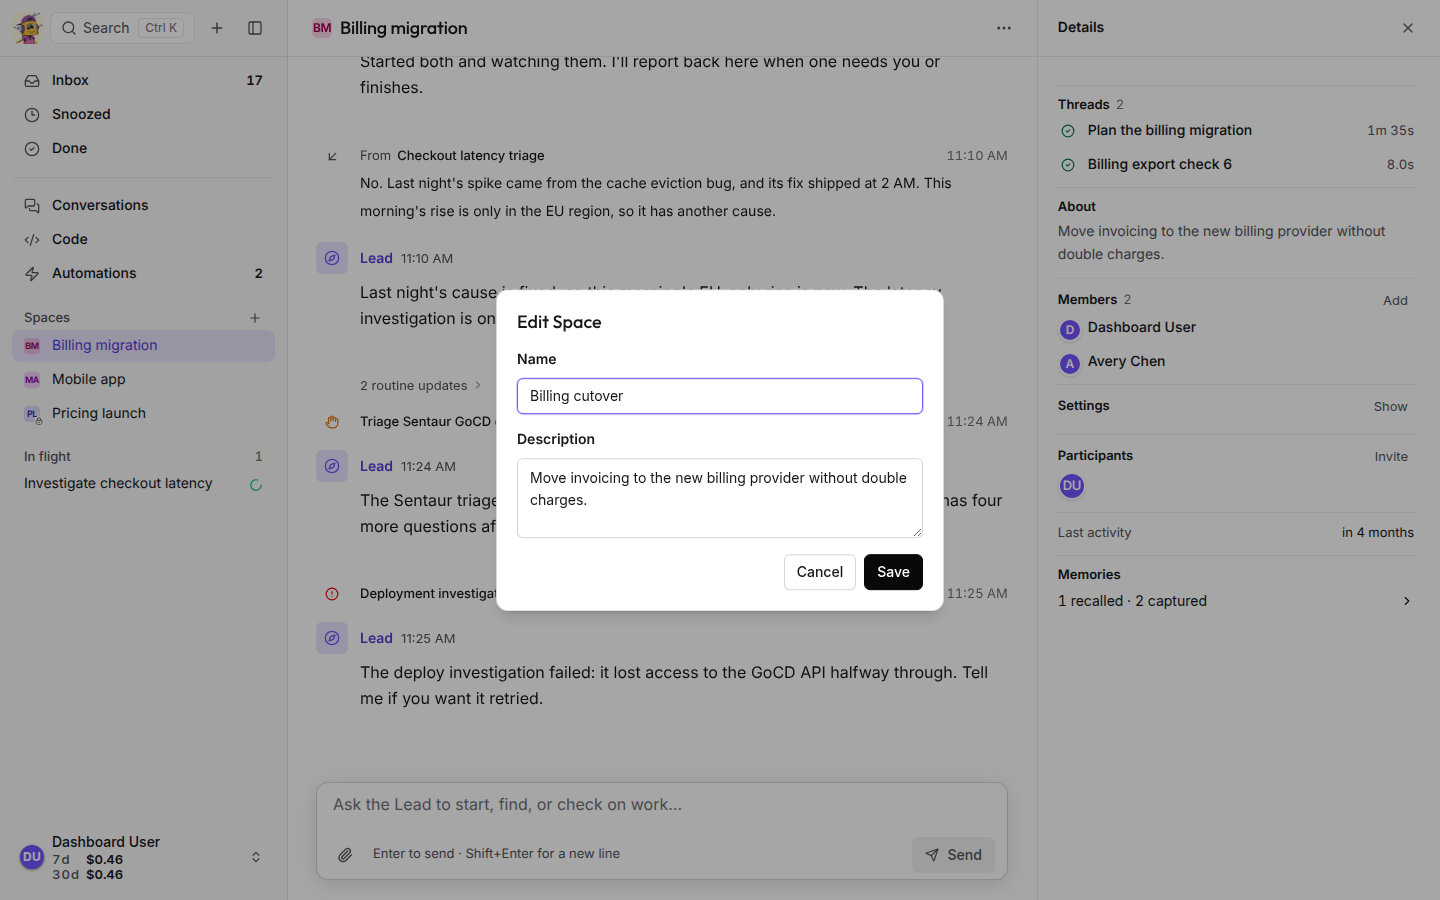 Search Ctrl K
Inbox 17
Snoozed
Done
Conversations
Code
Automations 2
Spaces
BM Billing migration
MA Mobile app
PL Pricing launch
In flight 1
Investigate checkout latency
DU Dashboard User
7d $0.46
30d $0.46
BM Billing migration
Started both and watching them. I'll report back here when one needs you or
finishes.
From Checkout latency triage 11:10 AM
No. Last night's spike came from the cache eviction bug, and its fix shipped at 2 AM. This
morning's rise is only in the EU region, so it has another cause.
Lead 11:10 AM
Last night's cause
investigation is on
2 routine updates
Triage Sentaur GoCD 11:24 AM
Lead 11:24 AM
The Sentaur triage has four
more questions
Deployment 11:25 AM
Lead 11:25 AM
The deploy investigation failed: it lost access to the GoCD API halfway through. Tell
me if you want it retried.
Ask the Lead to start, find, or check on work...
Enter to send · Shift+Enter for a new line
Send
Edit Space
Name
Billing cutover
Description
Move invoicing to the new billing provider without double
charges.
Cancel Save
Details
Threads 2
Plan the billing migration 1m 35s
Billing export check 6 8.0s
About
Move invoicing to the new billing provider without
double charges.
Members 2 Add
D Dashboard User
A Avery Chen
Settings Show
Participants Invite
DU
Last activity in 4 months
Memories
1 recalled · 2 captured